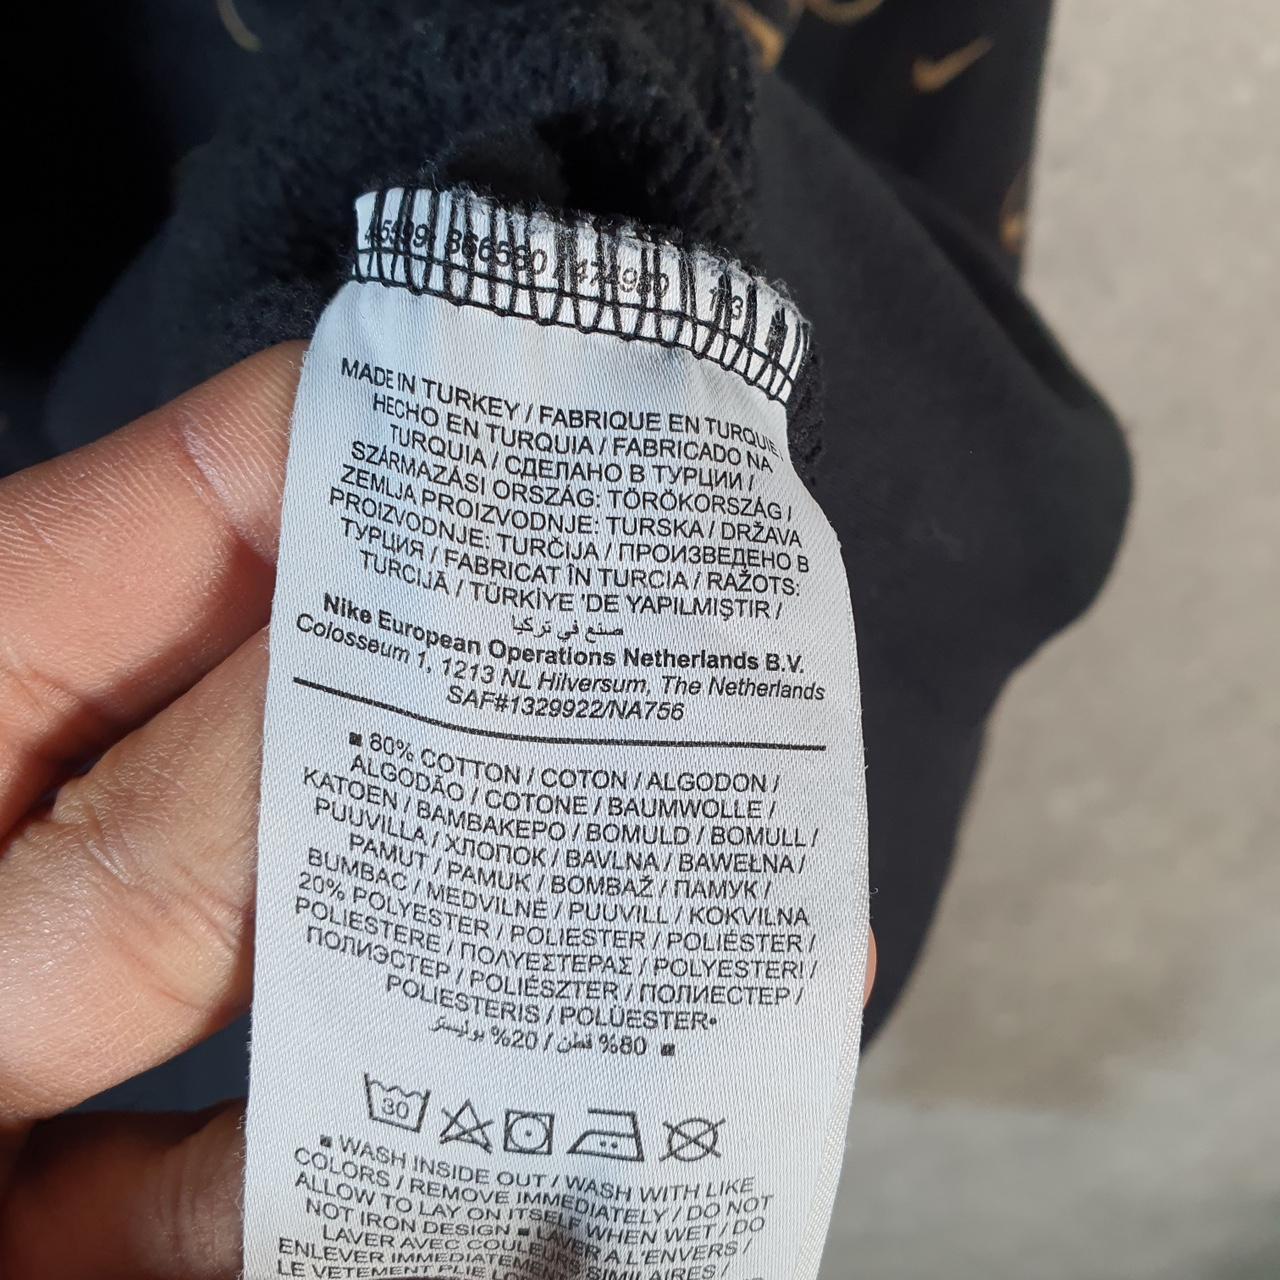 MADE IN TURKEY / FABRIQUE EN TURQUIE
HECHO EN TURQUIA / FABRICADO NA
TURQUIA / СДЕЛАНО В ТУРЦИИ /
SZÁRMAZÁSI ORSZÁG: TÖRÖKORSZÁG /
ZEMLJA PROIZVODNJE: TURSKA / DRŽAVA
PROIZVODNJE: TURČIJA / ПРОИЗВЕДЕНО В
ТУРЦИЯ / FABRICAT ÎN TURCIA / RAŽOTS:
TURCIJĀ / TÜRKİYE 'DE YAPILMIŞTIR /
صنع في تركيا
Nike European Operations Netherlands B.V.
Colosseum 1, 1213 NL Hilversum, The Netherlands
SAF#1329922/NA756
80% COTTON / COTON / ALGODON /
ALGODÃO / COTONE / BAUMWOLLE /
KATOEN / ΒΑΜΒΑΚΕΡΟ / BOMULD / BOMULL /
PUUVILLA / ХЛОПОК / BAVLNA / BAWEŁNA /
PAMUT / PAMUK / BOMBAŽ / ПАМУК /
BUMBAC / MEDVILNĖ / PUUVILL / KOKVILNA
20% POLYESTER / POLIESTER / POLIÉSTER /
POLIESTERE / ΠΟΛΥΕΣΤΕΡΑΣ / POLYESTERI /
ПОЛИЭСТЕР / POLIÉSZTER / ПОЛИЕСТЕР /
POLIESTERIS / POLÜESTER•
80% قطن / 20% بوليستر
30
WASH INSIDE OUT / WASH WITH LIKE
COLORS / REMOVE IMMEDIATELY / DO NOT
ALLOW TO LAY ON ITSELF WHEN WET / DO
NOT IRON DESIGN ■ LAVER AVEC
LAVER AVEC COULEURS A L'ENVERS /
ENLEVER IMMEDIATEMENT SIMILAIRES /
LE VETEMENT PLIE